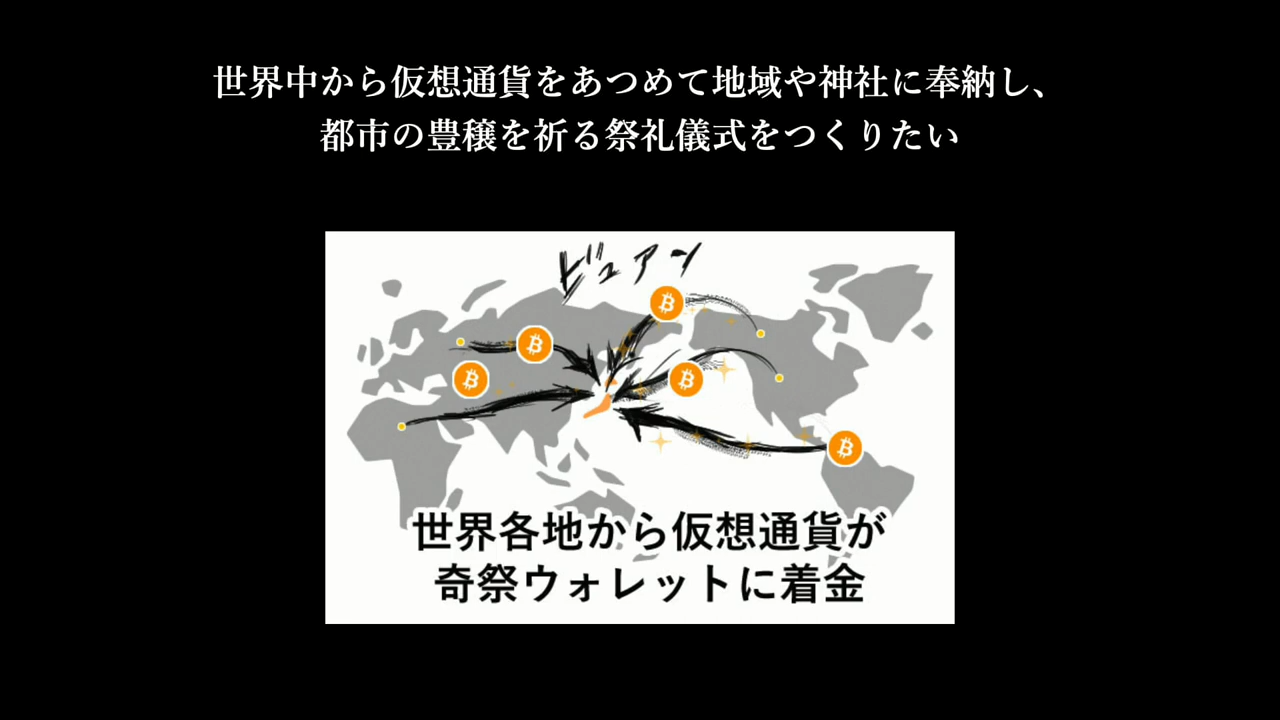 世界中から仮想通貨をあつめて地域や神社に奉納し、
都市の豊穣を祈る祭礼儀式をつくりたい
ビュアン
世界各地から仮想通貨が
奇祭ウォレットに着金